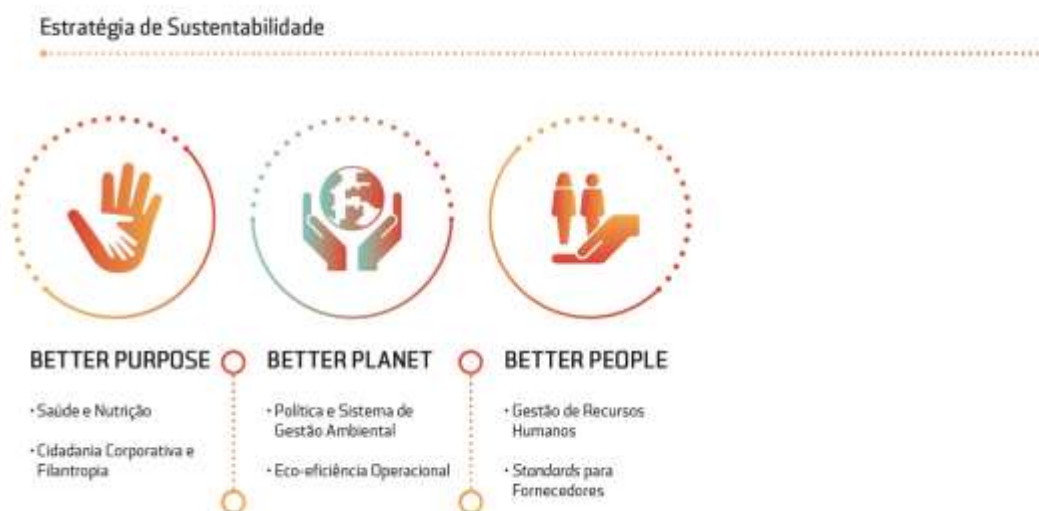 Estratégia de Sustentabilidade
BETTER PURPOSE
• Saúde e Nutrição
• Cidadania Corporativa e
Filantropia
BETTER PLANET
• Política e Sistema de
Gestão Ambiental
• Eco-eficiência Operacional
BETTER PEOPLE
• Gestão de Recursos
Humanos
• Standards para
Fornecedores